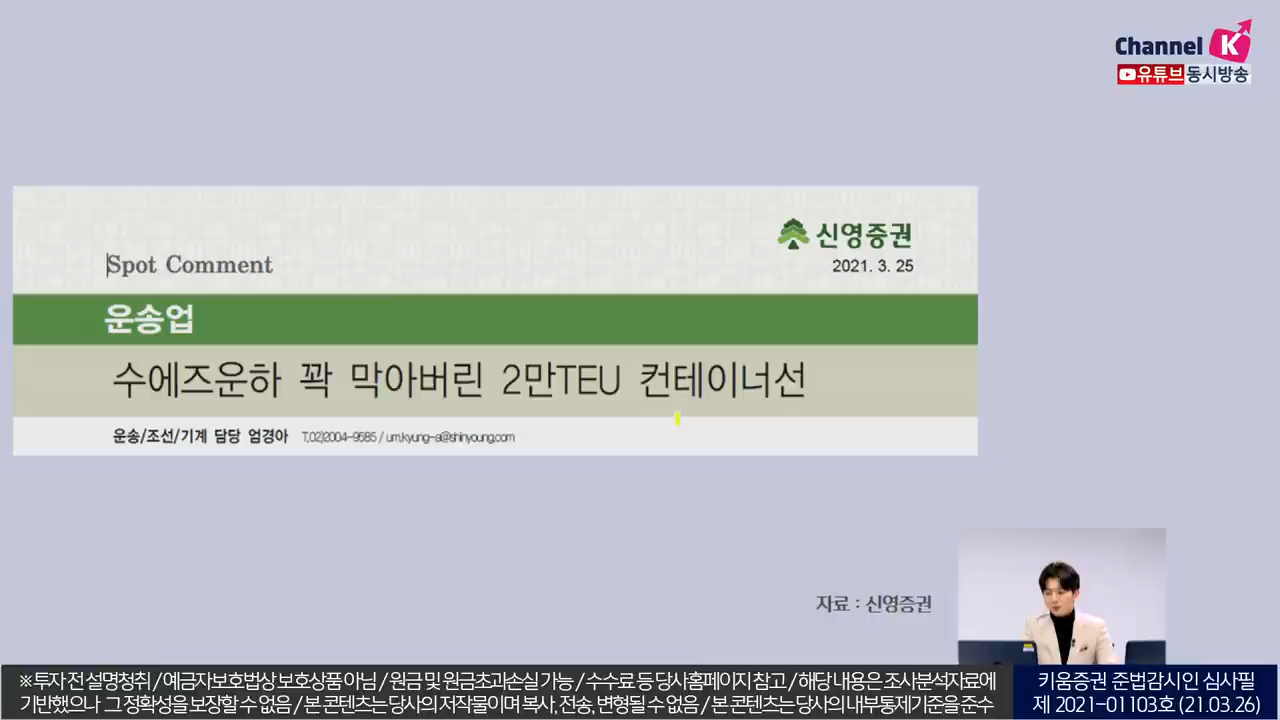 Channel K
유튜브동시방송
신영증권
Spot Comment
2021. 3. 25
운송업
수에즈운하 꽉 막아버린 2만TEU 컨테이너선
운송/조선/기계 담당 엄경아 T.02)2004-9585 / um.kyung-a@shinyoung.com
자료 : 신영증권
※ 투자 전 설명청취 / 예금자보호법상 보호상품 아님 / 원금 및 원금초과손실 가능 / 수수료 등 당사홈페이지 참고 / 해당 내용은 조사분석자료에
기반했으나 그 정확성을 보장할 수 없음 / 본 콘텐츠는 당사의 저작물이며 복사, 전송, 변형될 수 없음 / 본 콘텐츠는 당사의 내부통제기준을 준수
키움증권 준법감시인 심사필
제 2021-01103호 (21.03.26)